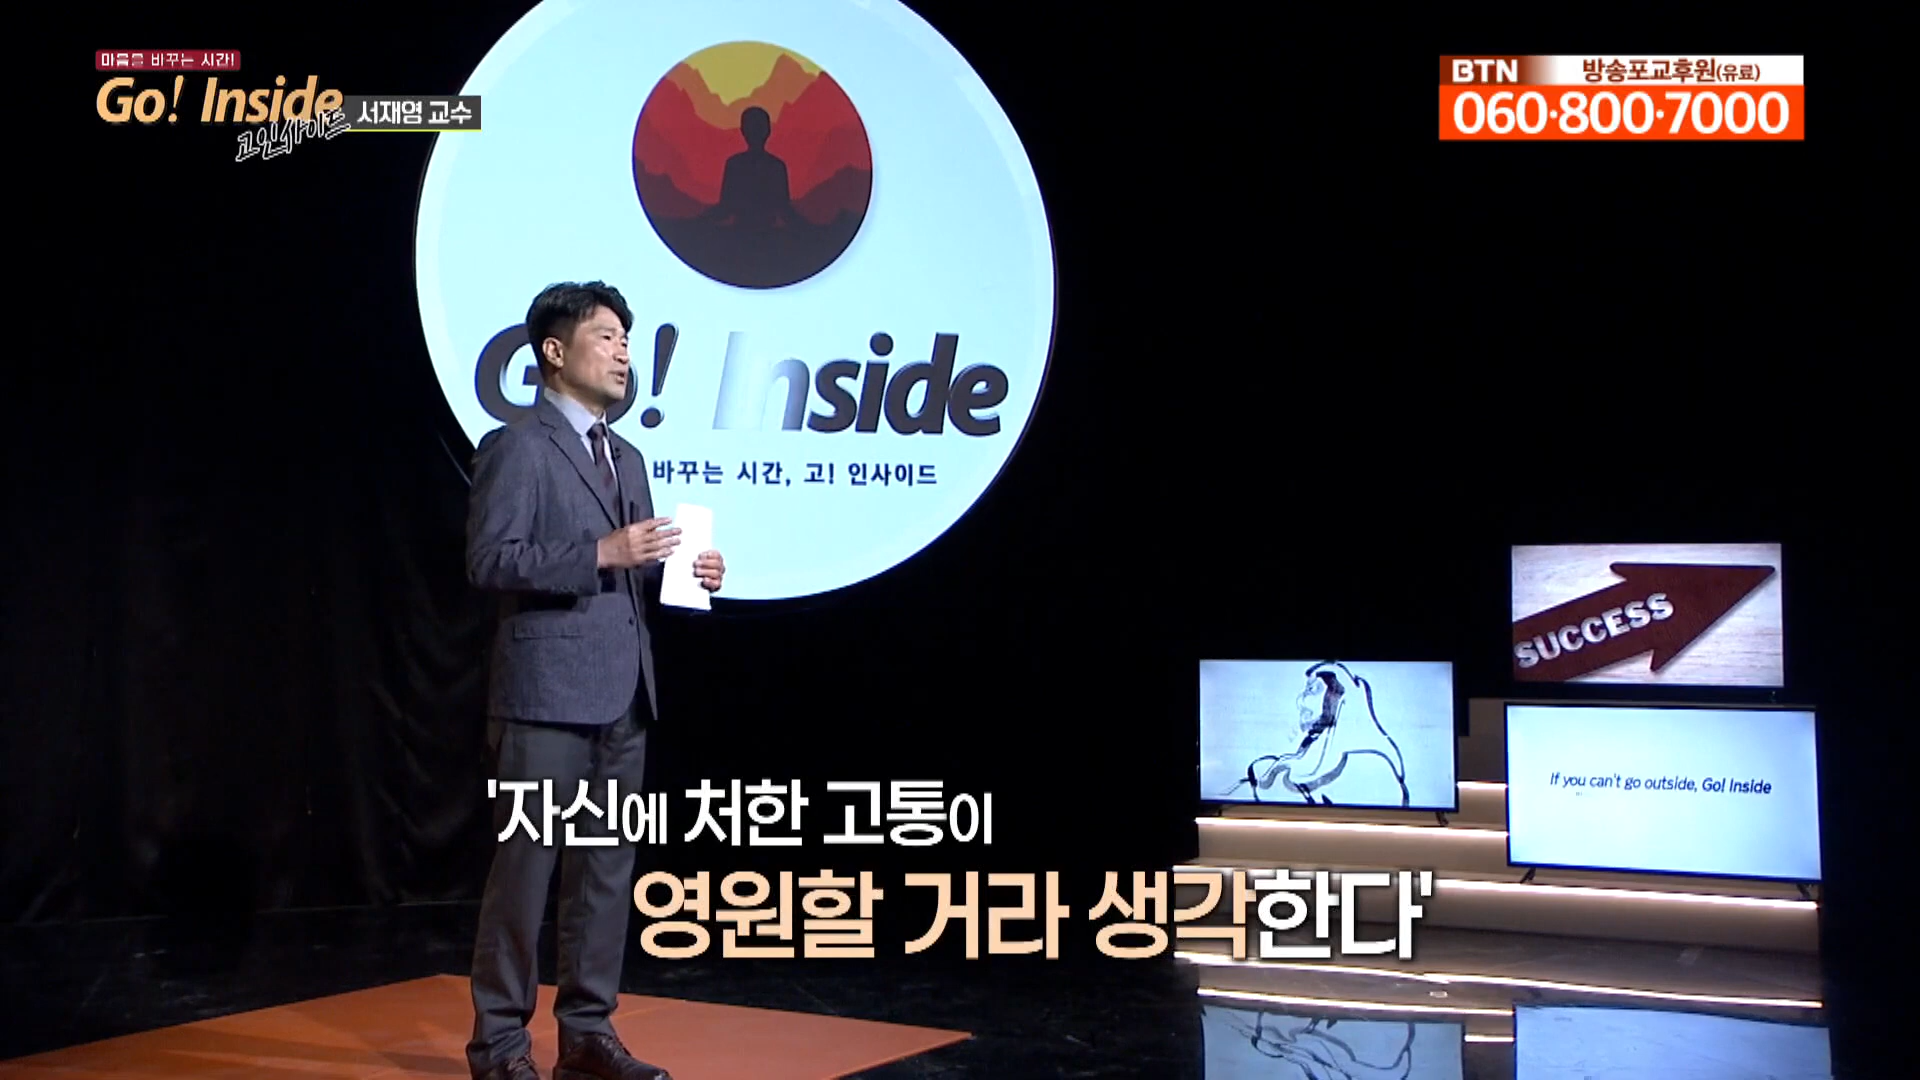 마음을 바꾸는 시간!
Go! Inside
고인사이드
서재영 교수
BTN 방송포교후원(유료)
060·800·7000
Go! Inside
바꾸는 시간, 고! 인사이드
SUCCESS
If you can't go outside, Go! Inside
'자신에 처한 고통이
영원할 거라 생각한다'